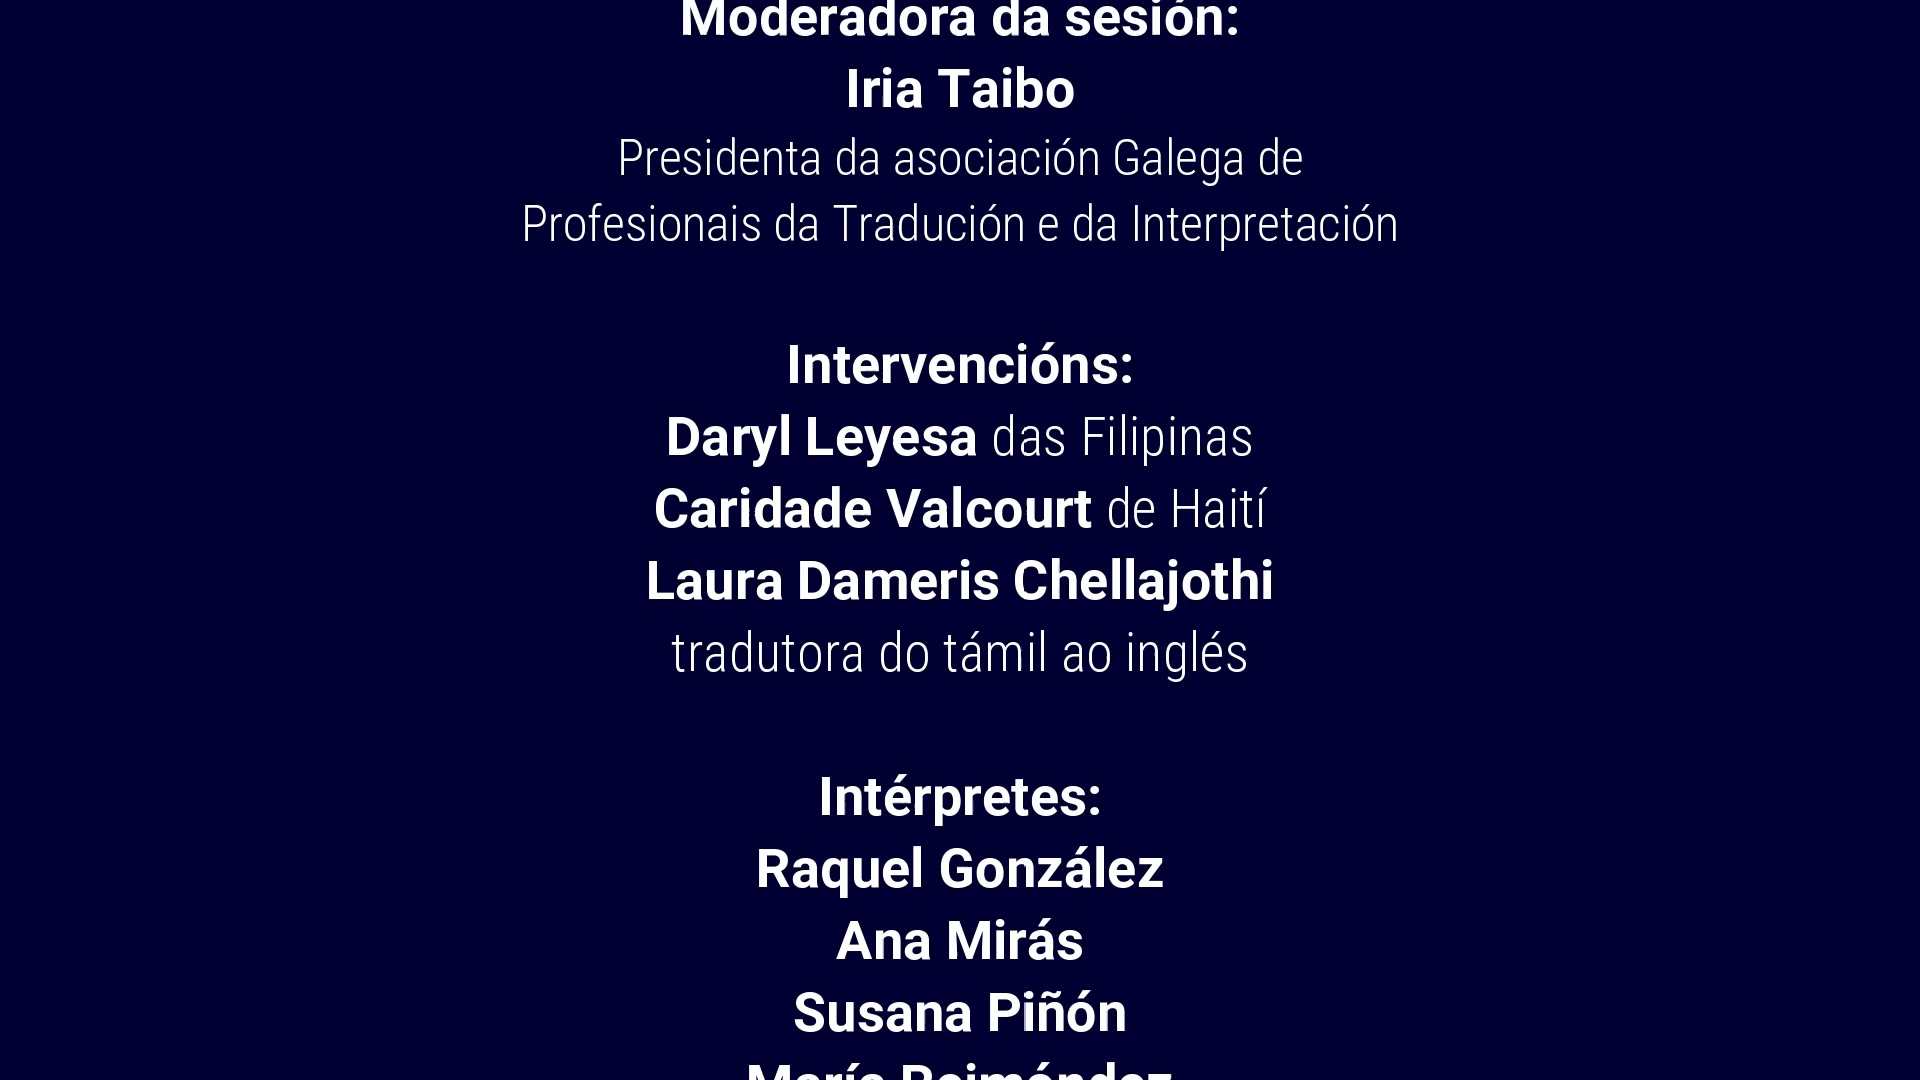 Moderadora da sesión:
Iria Taibo
Presidenta da asociación Galega de
Profesionais da Tradución e da Interpretación
Intervencións:
Daryl Leyesa das Filipinas
Caridade Valcourt de Haití
Laura Dameris Chellajothi
tradutora do támil ao inglés
Intérpretes:
Raquel González
Ana Mirás
Susana Piñón
María Reimóndez